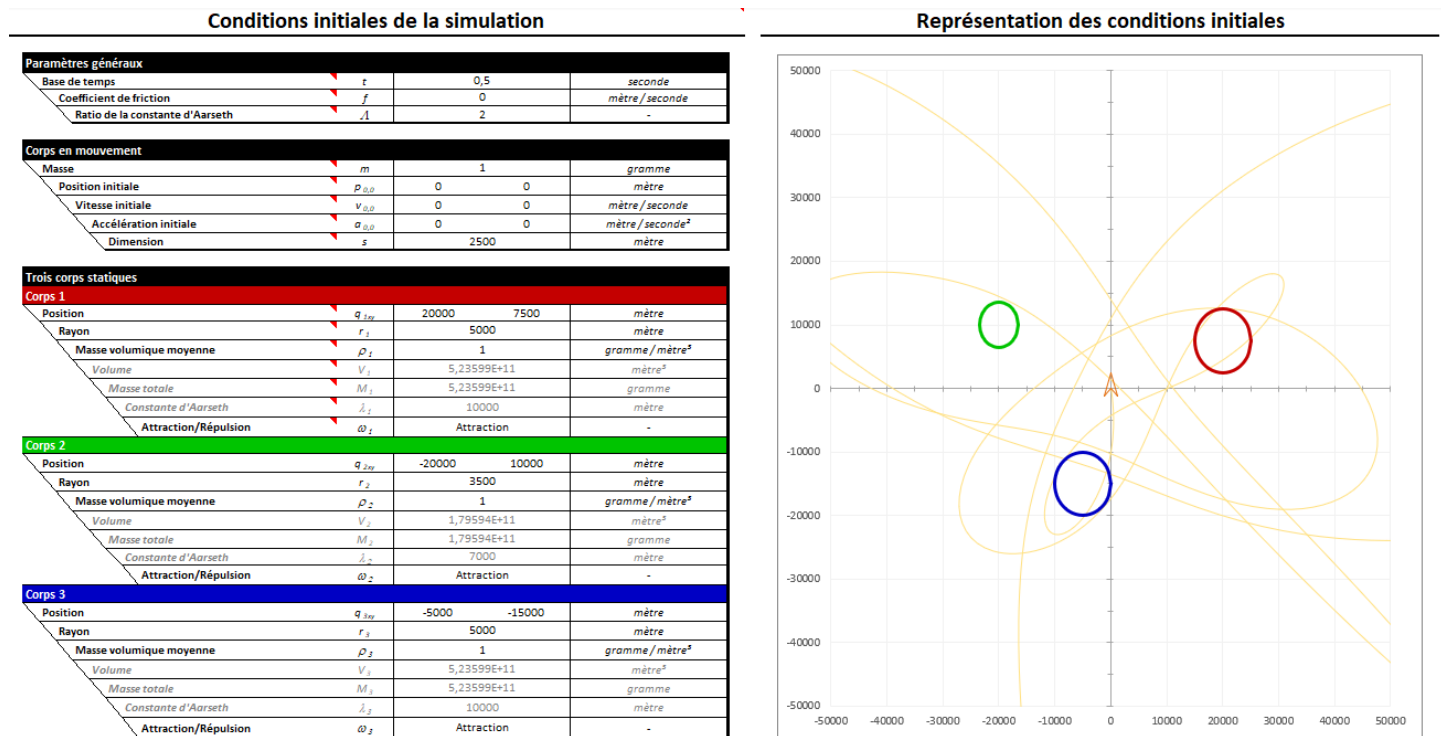 Conditions initiales de la simulation
Représentation des conditions initiales
Paramètres généraux
Base de temps t 0,5 seconde
Coefficient de friction f 0 mètre / seconde
Ratio de la constante d'Aarseth Λ 2 -
Corps en mouvement
Masse m 1 gramme
Position initiale p 0,0 0 0 mètre
Vitesse initiale v 0,0 0 0 mètre / seconde
Accélération initiale a 0,0 0 0 mètre / seconde²
Dimension s 2500 mètre
Trois corps statiques
Corps 1
Position q 1xy 20000 7500 mètre
Rayon r 1 5000 mètre
Masse volumique moyenne ρ 1 1 gramme / mètre³
Volume V 1 5,23599E+11 mètre³
Masse totale M 1 5,23599E+11 gramme
Constante d'Aarseth λ 1 10000 mètre
Attraction/Répulsion ω 1 Attraction -
Corps 2
Position q 2xy -20000 10000 mètre
Rayon r 2 3500 mètre
Masse volumique moyenne ρ 2 1 gramme / mètre³
Volume V 2 1,79594E+11 mètre³
Masse totale M 2 1,79594E+11 gramme
Constante d'Aarseth λ 2 7000 mètre
Attraction/Répulsion ω 2 Attraction -
Corps 3
Position q 3xy -5000 -15000 mètre
Rayon r 3 5000 mètre
Masse volumique moyenne ρ 3 1 gramme / mètre³
Volume V 3 5,23599E+11 mètre³
Masse totale M 3 5,23599E+11 gramme
Constante d'Aarseth λ 3 10000 mètre
Attraction/Répulsion ω 3 Attraction -
50000
40000
30000
20000
10000
0
-10000
-20000
-30000
-40000
-50000
-50000 -40000 -30000 -20000 -10000 0 10000 20000 30000 40000 50000